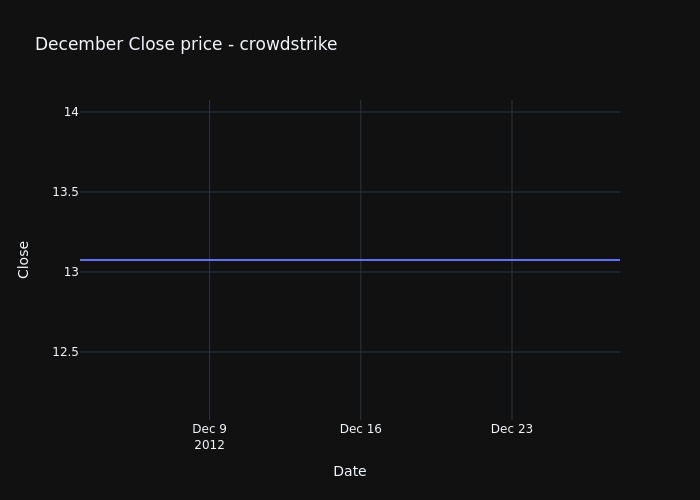 December Close price - crowdstrike
Close
14
13.5
13
12.5
Dec 9
2012
Dec 16
Dec 23
Date